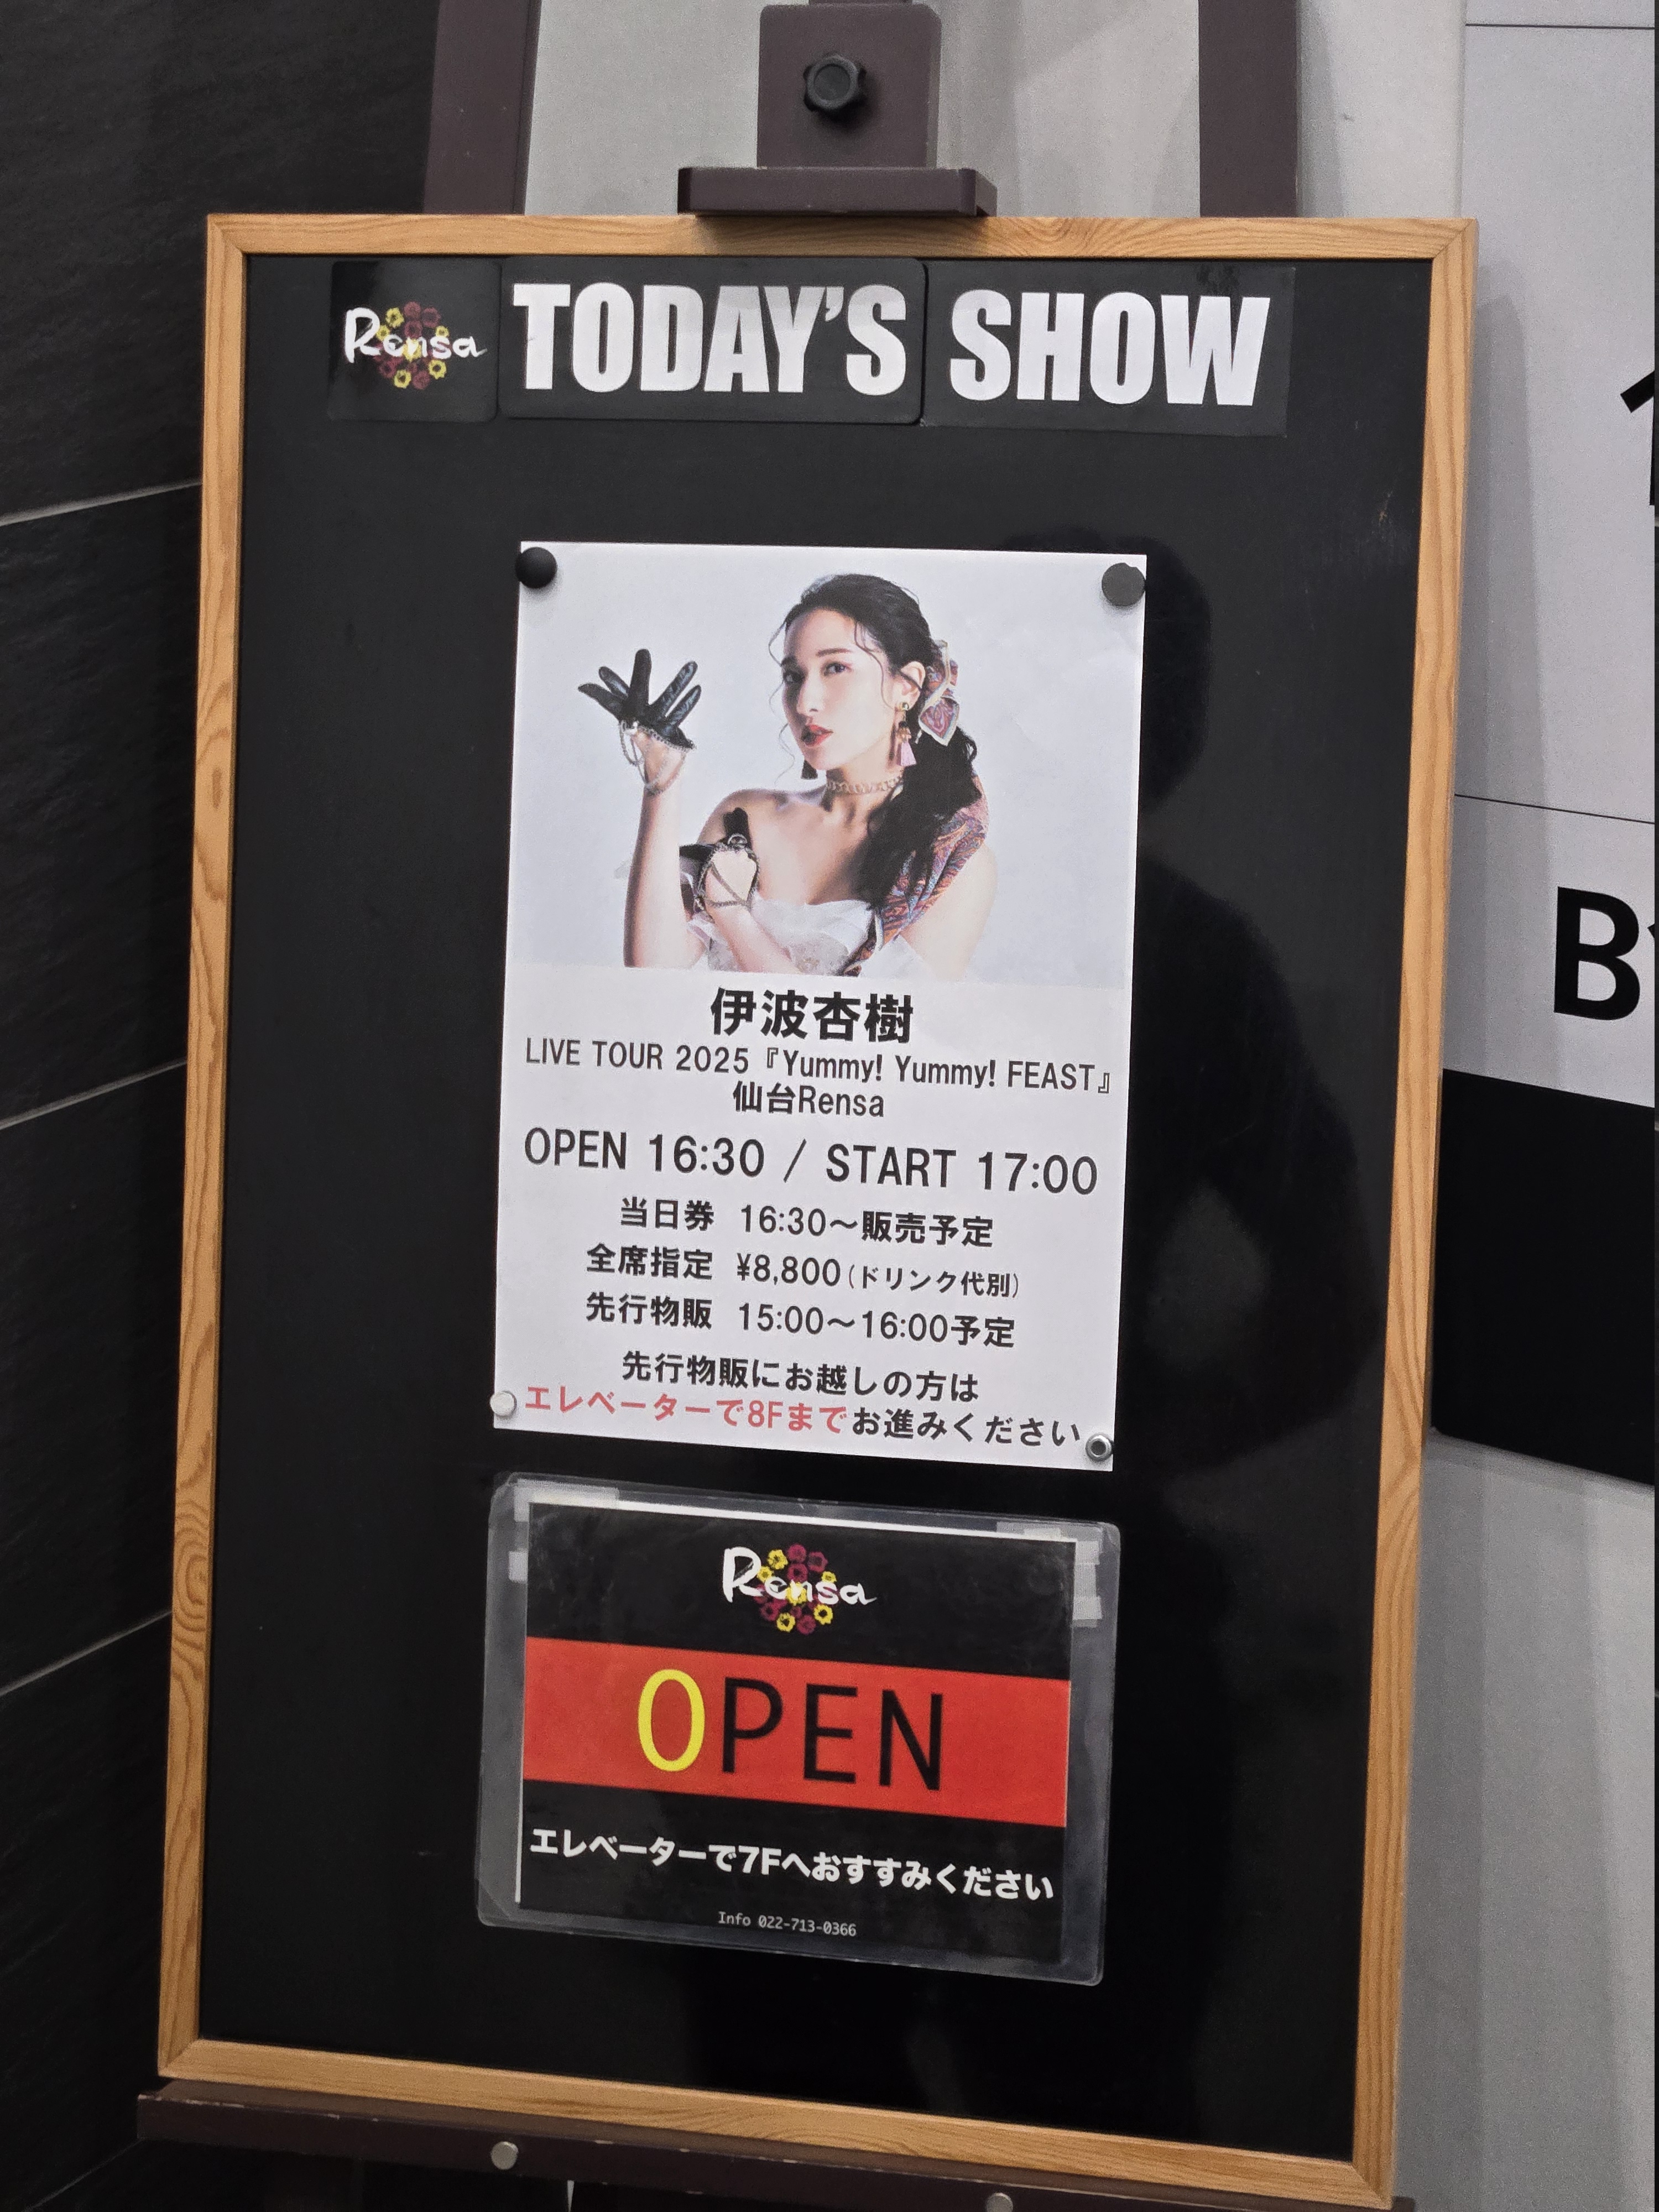 Rensa TODAY'S SHOW
伊波杏樹
LIVE TOUR 2025『Yummy! Yummy! FEAST』
仙台Rensa
OPEN 16:30 / START 17:00
当日券 16:30～販売予定
全席指定 ¥8,800(ドリンク代別)
先行物販 15:00～16:00予定
先行物販にお越しの方は
エレベーターで8Fまでお進みください
Rensa
OPEN
エレベーターで7Fへおすすみください
Info 022-713-0366
B